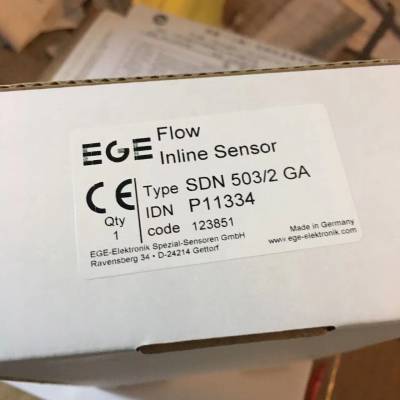 EGE Flow
Inline Sensor
CE Type SDN 503/2 GA
Qty IDN P11334
1 code 123851
EGE-Elektronik Spezial-Sensoren GmbH
Ravensberg 34 • D-24214 Gettorf
Made in Germany
www.ege-elektronik.com